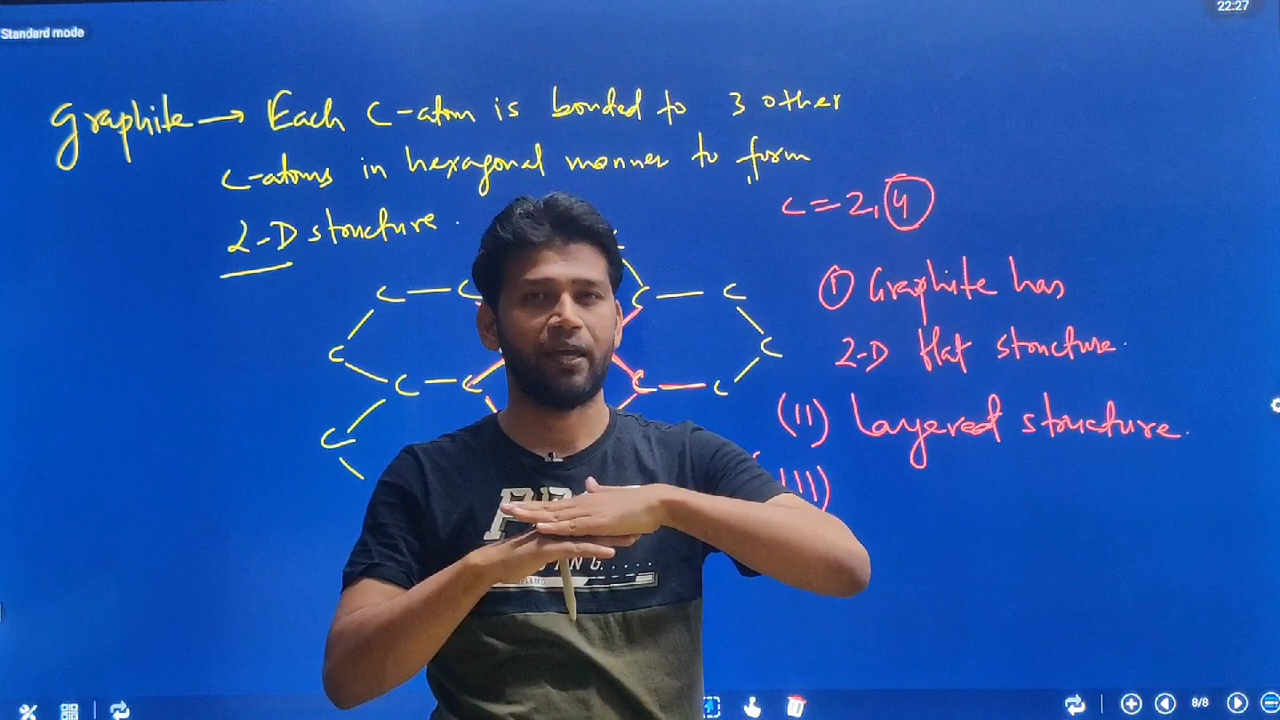 Standard mode
22:27
Graphite → Each C-atom is bonded to 3 other
C-atoms in hexagonal manner to form
2-D structure.
C = 2, 4
(I) Graphite has
2-D flat structure.
(II) Layered structure.
(III)
C — C C — C
C C
C — C C — C
C
8/8